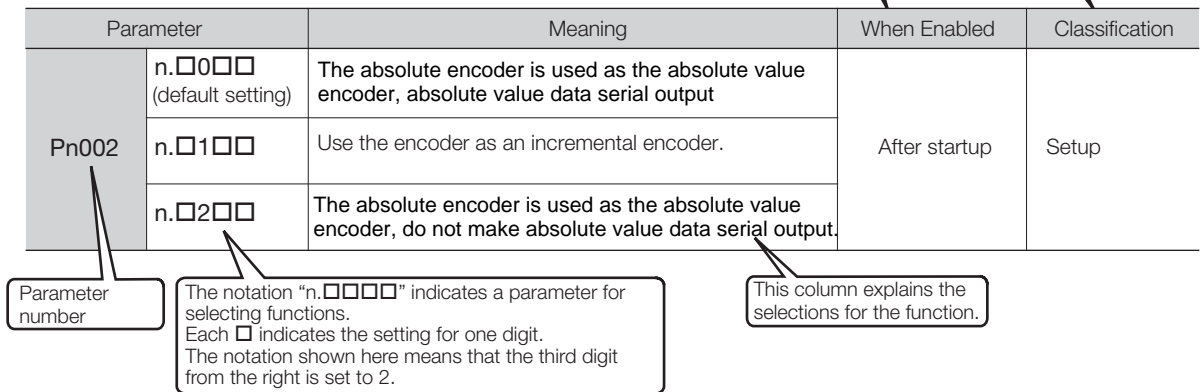 Parameter Meaning When Enabled Classification
Pn002
n.□0□□
(default setting)
The absolute encoder is used as the absolute value
encoder, absolute value data serial output
n.□1□□
Use the encoder as an incremental encoder.
n.□2□□
The absolute encoder is used as the absolute value
encoder, do not make absolute value data serial output.
After startup
Setup
Parameter
number
The notation “n.□□□□” indicates a parameter for
selecting functions.
Each □ indicates the setting for one digit.
The notation shown here means that the third digit
from the right is set to 2.
This column explains the
selections for the function.